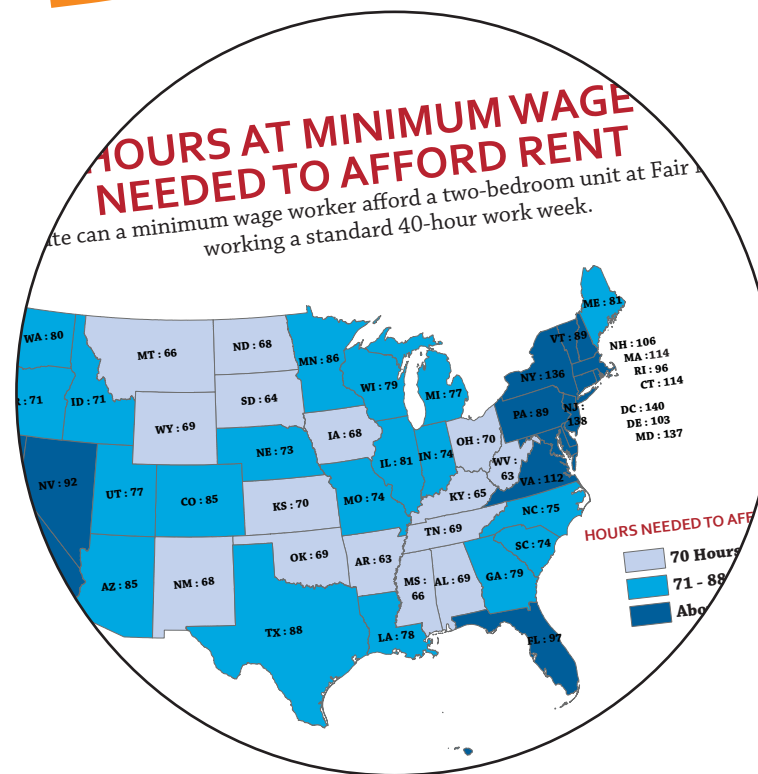 HOURS AT MINIMUM WAGE
NEEDED TO AFFORD RENT
can a minimum wage worker afford a two-bedroom unit at Fair
working a standard 40-hour work week.
ME : 81
WA : 80
VT : 89
NH : 106
MT : 66
ND : 68
MN : 86
MA :114
RI : 96
CT : 114
: 71
ID : 71
SD : 64
WI : 79
MI : 77
NY : 136
PA : 89
NJ :
138
DC : 140
DE : 103
MD : 137
WY : 69
IA : 68
NE : 73
IL : 81
IN : 74
OH : 70
WV :
63
VA : 112
NV : 92
UT : 77
CO : 85
KS : 70
MO : 74
KY : 65
NC : 75
TN : 69
SC : 74
AZ : 85
NM : 68
OK : 69
AR : 63
MS :
66
AL : 69
GA : 79
TX : 88
LA : 78
FL : 97
HOURS NEEDED TO
70 Hours
71 - 88